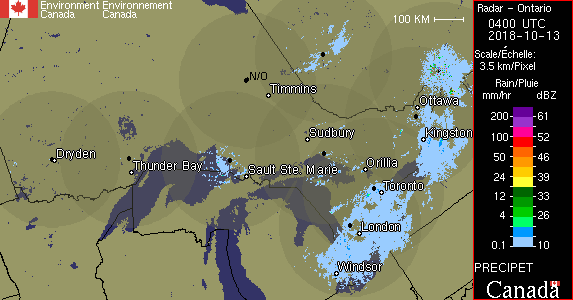 Environment Environnement
Canada Canada
100 KM
N/O
Timmins
Ottawa
Sudbury
Kingston
Dryden
Thunder Bay
Sault Ste. Marie
Orillia
Toronto
London
Windsor
Radar - Ontario
0400 UTC
2018-10-13
Scale/Échelle:
3.5 km/Pixel
Rain/Pluie
mm/hr dBZ
200 61
100 52
50 46
24 39
12 33
4 26
0.1 10
PRECIPET
Canada